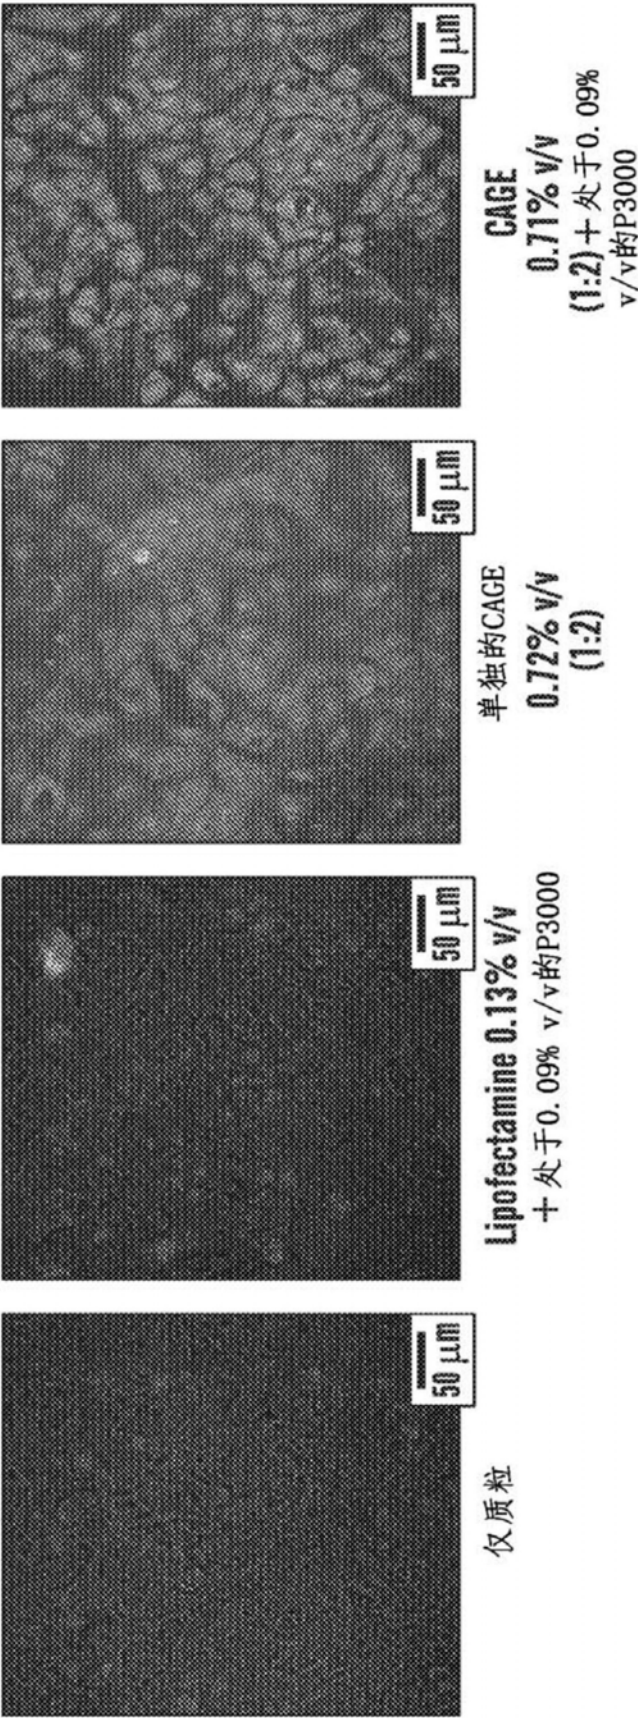 50 μm
仅质粒
50 μm
Lipofectamine 0.13% v/v
＋处于0.09% v/v的P3000
50 μm
单独的CAGE
0.72% v/v
(1:2)
50 μm
CAGE
0.71% v/v
(1:2)＋处于0.09%
v/v的P3000